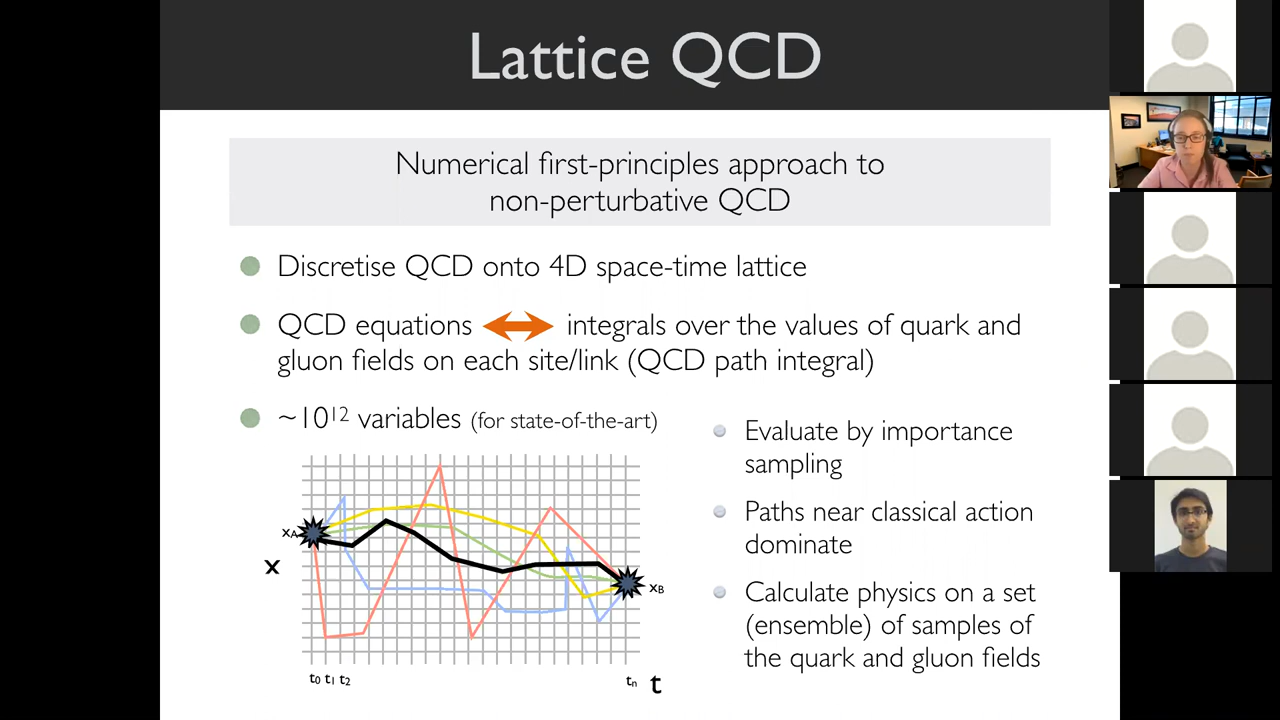 Lattice QCD
Numerical first-principles approach to
non-perturbative QCD
Discretise QCD onto 4D space-time lattice
QCD equations integrals over the values of quark and
gluon fields on each site/link (QCD path integral)
~10¹² variables (for state-of-the-art)
Evaluate by importance
sampling
Paths near classical action
dominate
Calculate physics on a set
(ensemble) of samples of
the quark and gluon fields
xA
x
xB
t₀ t₁ t₂
tₙ t